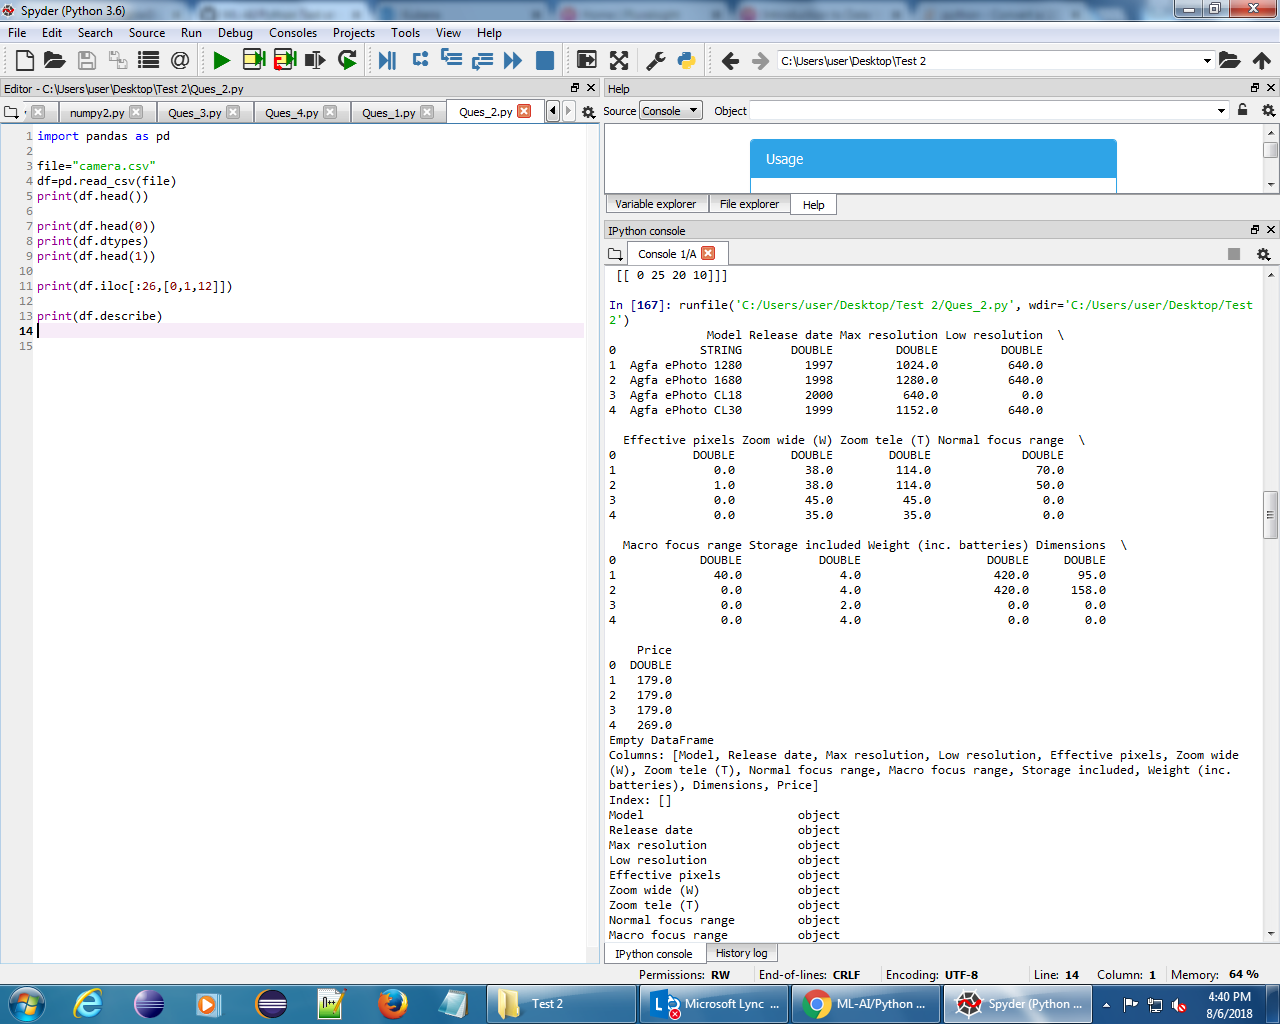 Spyder (Python 3.6)
File Edit Search Source Run Debug Consoles Projects Tools View Help
C:\Users\user\Desktop\Test 2
Editor - C:\Users\user\Desktop\Test 2\Ques_2.py
numpy2.py Ques_3.py Ques_4.py Ques_1.py Ques_2.py
1 import pandas as pd
2
3 file="camera.csv"
4 df=pd.read_csv(file)
5 print(df.head())
6
7 print(df.head(0))
8 print(df.dtypes)
9 print(df.head(1))
10
11 print(df.iloc[:26,[0,1,12]])
12
13 print(df.describe)
14
15
Help
Source Console Object
Usage
Variable explorer File explorer Help
IPython console
Console 1/A
[[ 0 25 20 10]]]
In [167]: runfile('C:/Users/user/Desktop/Test 2/Ques_2.py', wdir='C:/Users/user/Desktop/Test
2')
Model Release date Max resolution Low resolution \
0 STRING DOUBLE DOUBLE DOUBLE
1 Agfa ePhoto 1280 1997 1024.0 640.0
2 Agfa ePhoto 1680 1998 1280.0 640.0
3 Agfa ePhoto CL18 2000 640.0 0.0
4 Agfa ePhoto CL30 1999 1152.0 640.0
Effective pixels Zoom wide (W) Zoom tele (T) Normal focus range \
0 DOUBLE DOUBLE DOUBLE DOUBLE
1 0.0 38.0 114.0 70.0
2 1.0 38.0 114.0 50.0
3 0.0 45.0 45.0 0.0
4 0.0 35.0 35.0 0.0
Macro focus range Storage included Weight (inc. batteries) Dimensions \
0 DOUBLE DOUBLE DOUBLE DOUBLE
1 40.0 4.0 420.0 95.0
2 0.0 4.0 420.0 158.0
3 0.0 2.0 0.0 0.0
4 0.0 4.0 0.0 0.0
Price
0 DOUBLE
1 179.0
2 179.0
3 179.0
4 269.0
Empty DataFrame
Columns: [Model, Release date, Max resolution, Low resolution, Effective pixels, Zoom wide
(W), Zoom tele (T), Normal focus range, Macro focus range, Storage included, Weight (inc.
batteries), Dimensions, Price]
Index: []
Model object
Release date object
Max resolution object
Low resolution object
Effective pixels object
Zoom wide (W) object
Zoom tele (T) object
Normal focus range object
Macro focus range object
IPython console History log
Permissions: RW End-of-lines: CRLF Encoding: UTF-8 Line: 14 Column: 1 Memory: 64 %
Test 2 Microsoft Lync ... ML-AI/Python ... Spyder (Python ...
4:40 PM
8/6/2018